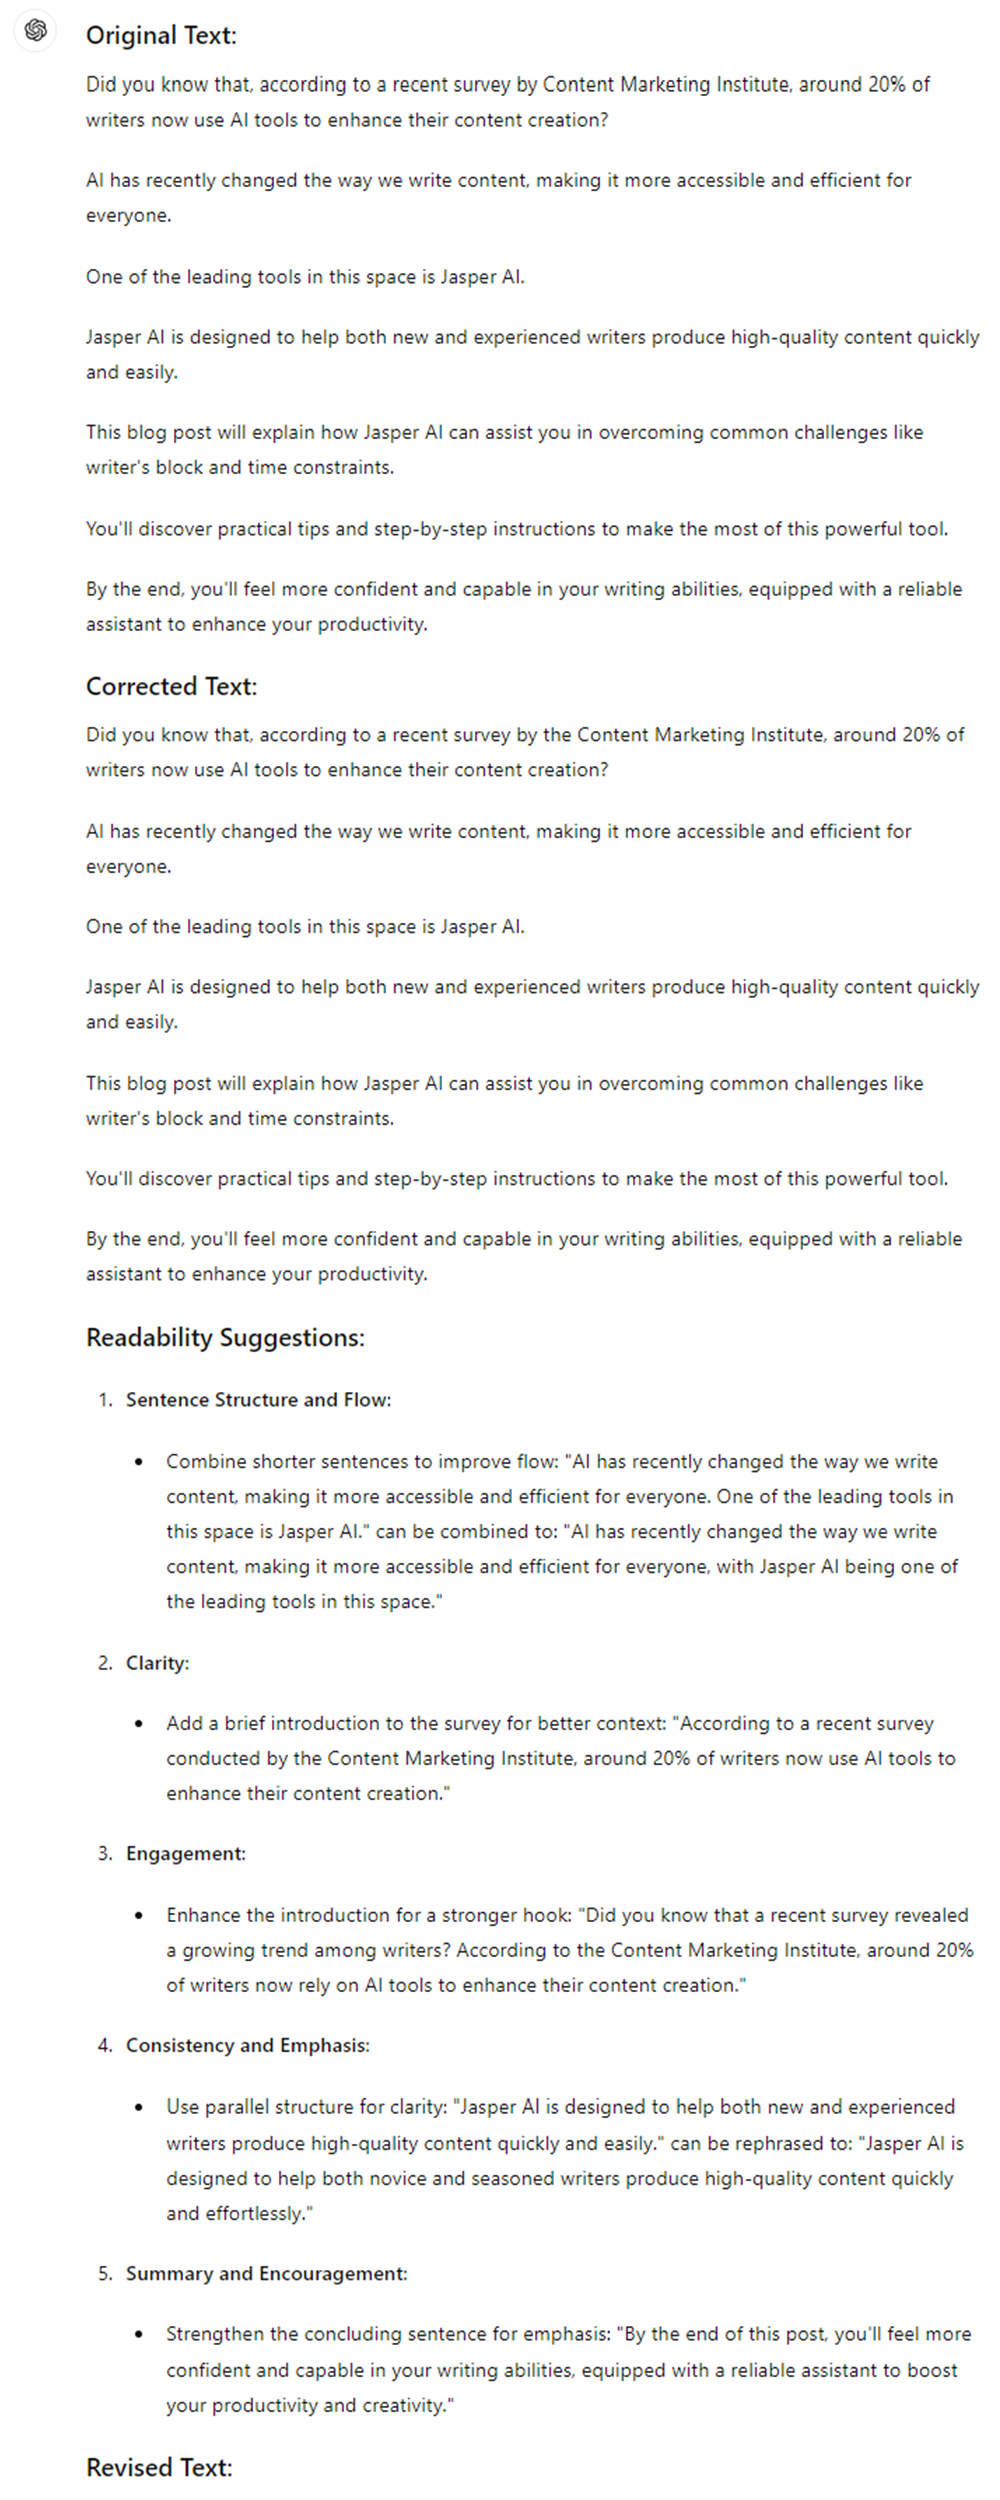 Original Text:
Did you know that, according to a recent survey by Content Marketing Institute, around 20% of
writers now use AI tools to enhance their content creation?
AI has recently changed the way we write content, making it more accessible and efficient for
everyone.
One of the leading tools in this space is Jasper AI.
Jasper AI is designed to help both new and experienced writers produce high-quality content quickly
and easily.
This blog post will explain how Jasper AI can assist you in overcoming common challenges like
writer's block and time constraints.
You'll discover practical tips and step-by-step instructions to make the most of this powerful tool.
By the end, you'll feel more confident and capable in your writing abilities, equipped with a reliable
assistant to enhance your productivity.
Corrected Text:
Did you know that, according to a recent survey by the Content Marketing Institute, around 20% of
writers now use AI tools to enhance their content creation?
AI has recently changed the way we write content, making it more accessible and efficient for
everyone.
One of the leading tools in this space is Jasper AI.
Jasper AI is designed to help both new and experienced writers produce high-quality content quickly
and easily.
This blog post will explain how Jasper AI can assist you in overcoming common challenges like
writer's block and time constraints.
You'll discover practical tips and step-by-step instructions to make the most of this powerful tool.
By the end, you'll feel more confident and capable in your writing abilities, equipped with a reliable
assistant to enhance your productivity.
Readability Suggestions:
1. Sentence Structure and Flow:
• Combine shorter sentences to improve flow: "AI has recently changed the way we write
content, making it more accessible and efficient for everyone. One of the leading tools in
this space is Jasper AI." can be combined to: "AI has recently changed the way we write
content, making it more accessible and efficient for everyone, with Jasper AI being one of
the leading tools in this space."
2. Clarity:
• Add a brief introduction to the survey for better context: "According to a recent survey
conducted by the Content Marketing Institute, around 20% of writers now use AI tools to
enhance their content creation."
3. Engagement:
• Enhance the introduction for a stronger hook: "Did you know that a recent survey revealed
a growing trend among writers? According to the Content Marketing Institute, around 20%
of writers now rely on AI tools to enhance their content creation."
4. Consistency and Emphasis:
• Use parallel structure for clarity: "Jasper AI is designed to help both new and experienced
writers produce high-quality content quickly and easily." can be rephrased to: "Jasper AI is
designed to help both novice and seasoned writers produce high-quality content quickly
and effortlessly."
5. Summary and Encouragement:
• Strengthen the concluding sentence for emphasis: "By the end of this post, you'll feel more
confident and capable in your writing abilities, equipped with a reliable assistant to boost
your productivity and creativity."
Revised Text: